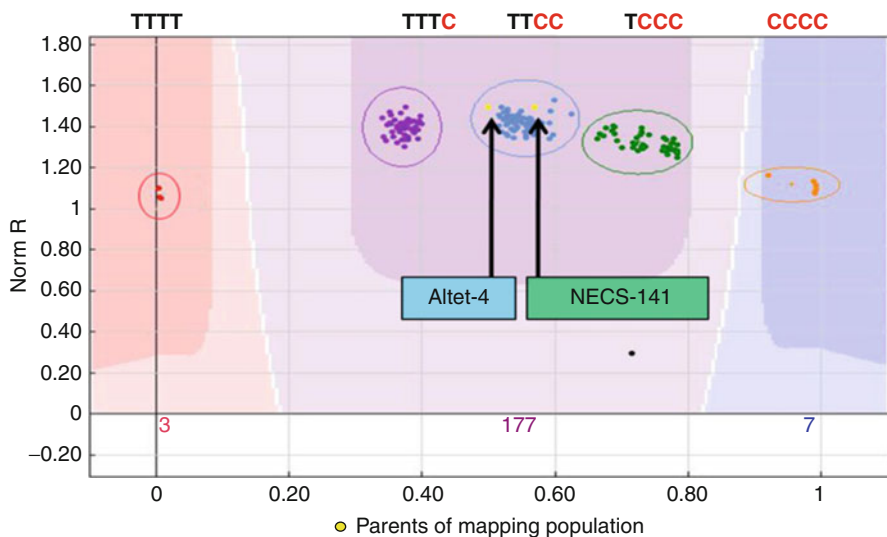 TTTT TTTC TTCC TCCC CCCC
1.80
1.60
1.40
1.20
1
0.80
0.60
0.40
0.20
0
−0.20
Norm R
Altet-4 NECS-141
3 177 7
0 0.20 0.40 0.60 0.80 1
Parents of mapping population